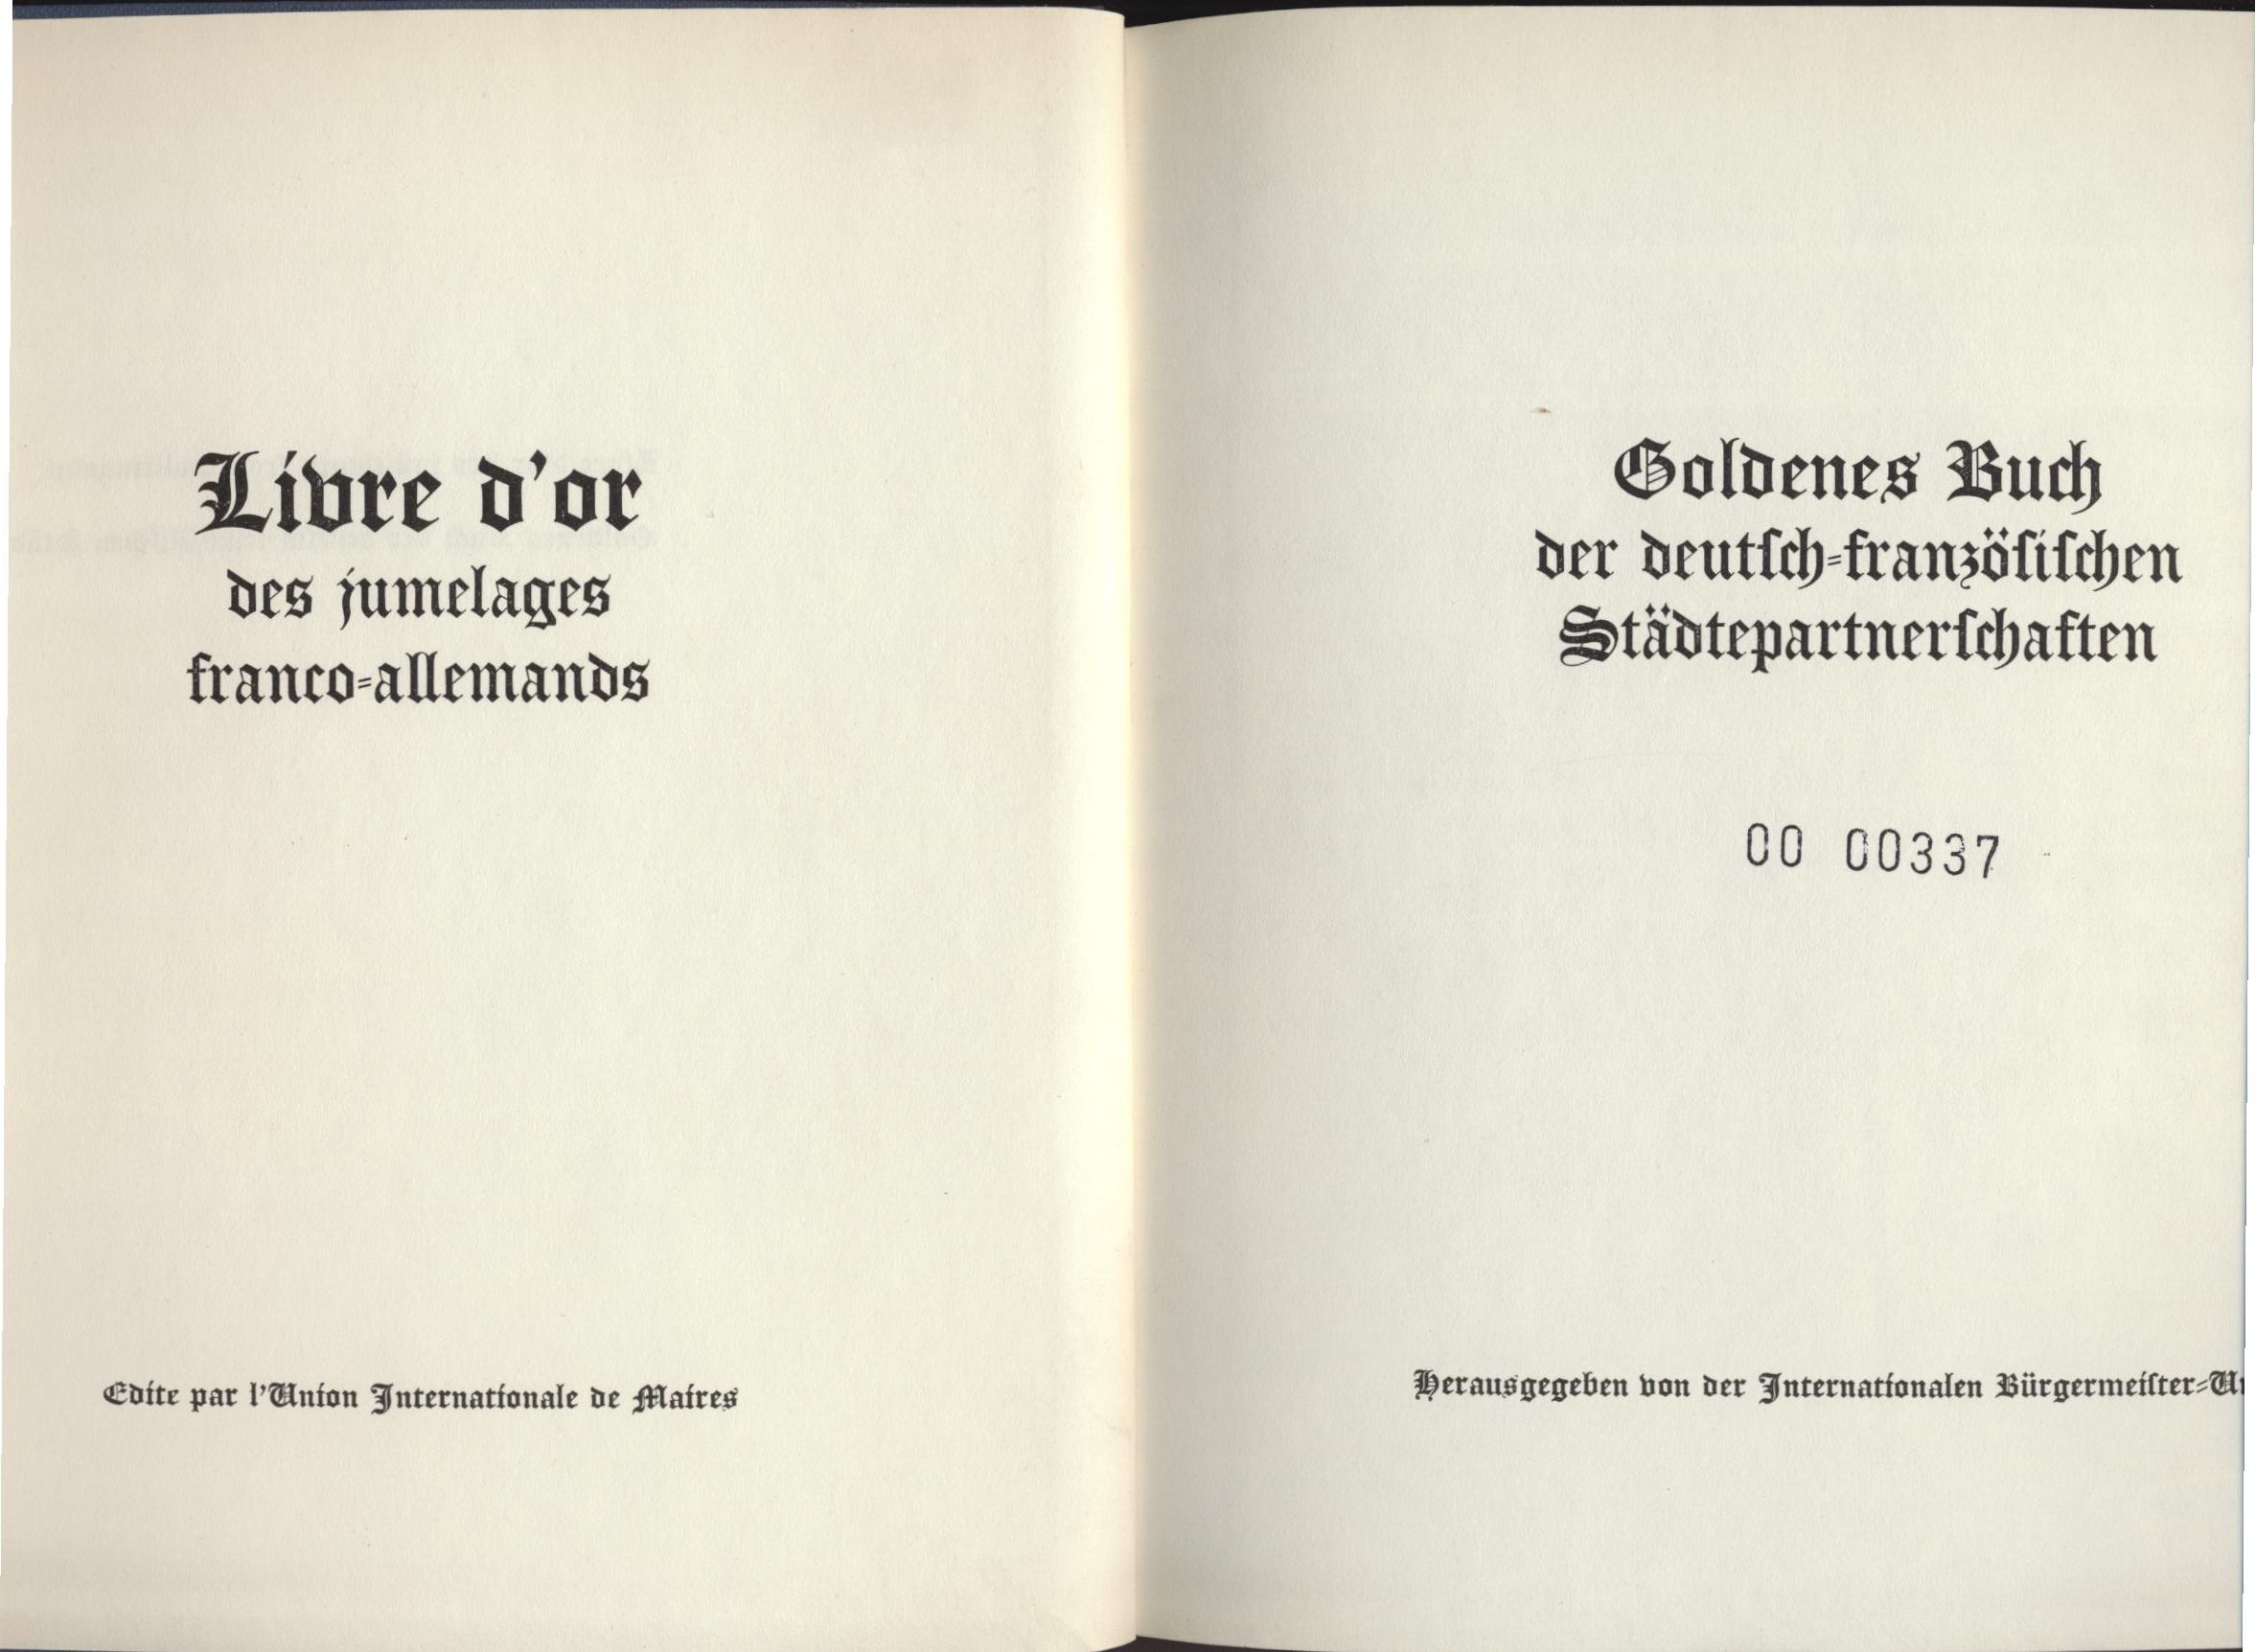 Livre d'or
des jumelages
franco-allemands
Edite par l'Union Internationale de Maires
Goldenes Buch
der deutſch-franzöſiſchen
Städtepartnerſchaften
00 00337
Herausgegeben von der Internationalen Bürgermeiſter-